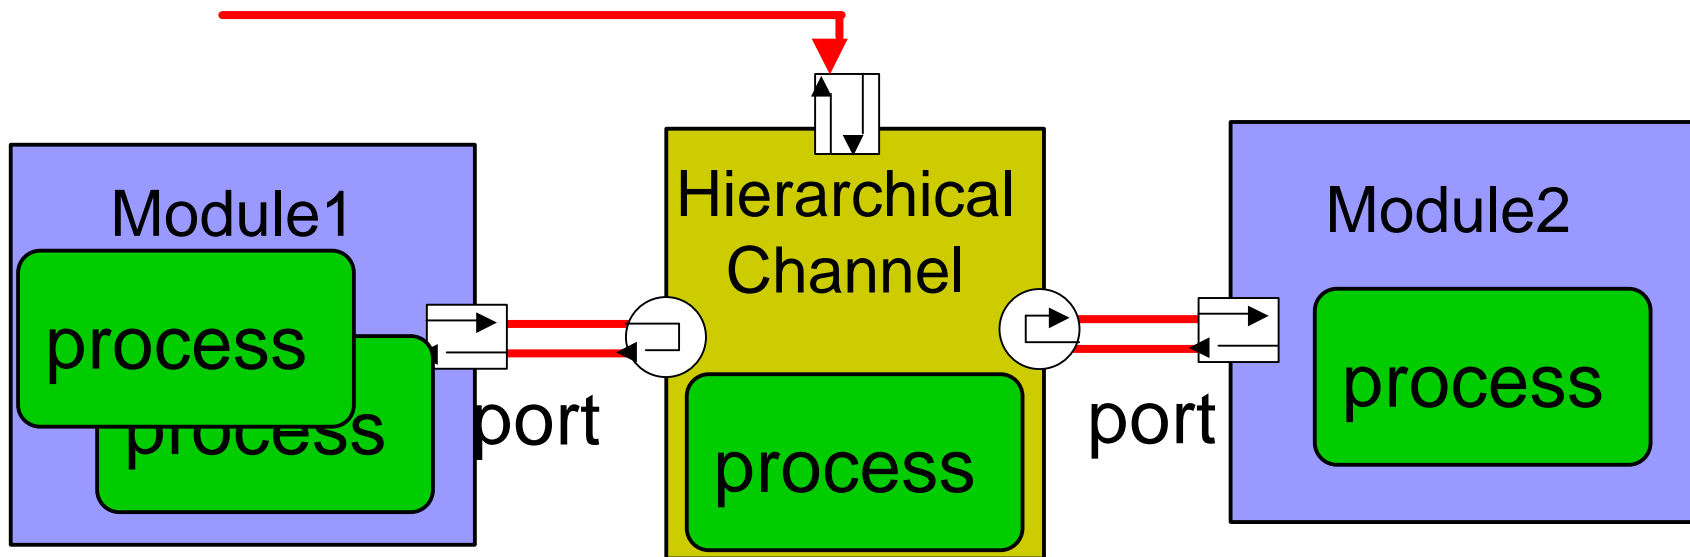 Module1
process
process
port
Hierarchical
Channel
process
port
Module2
process